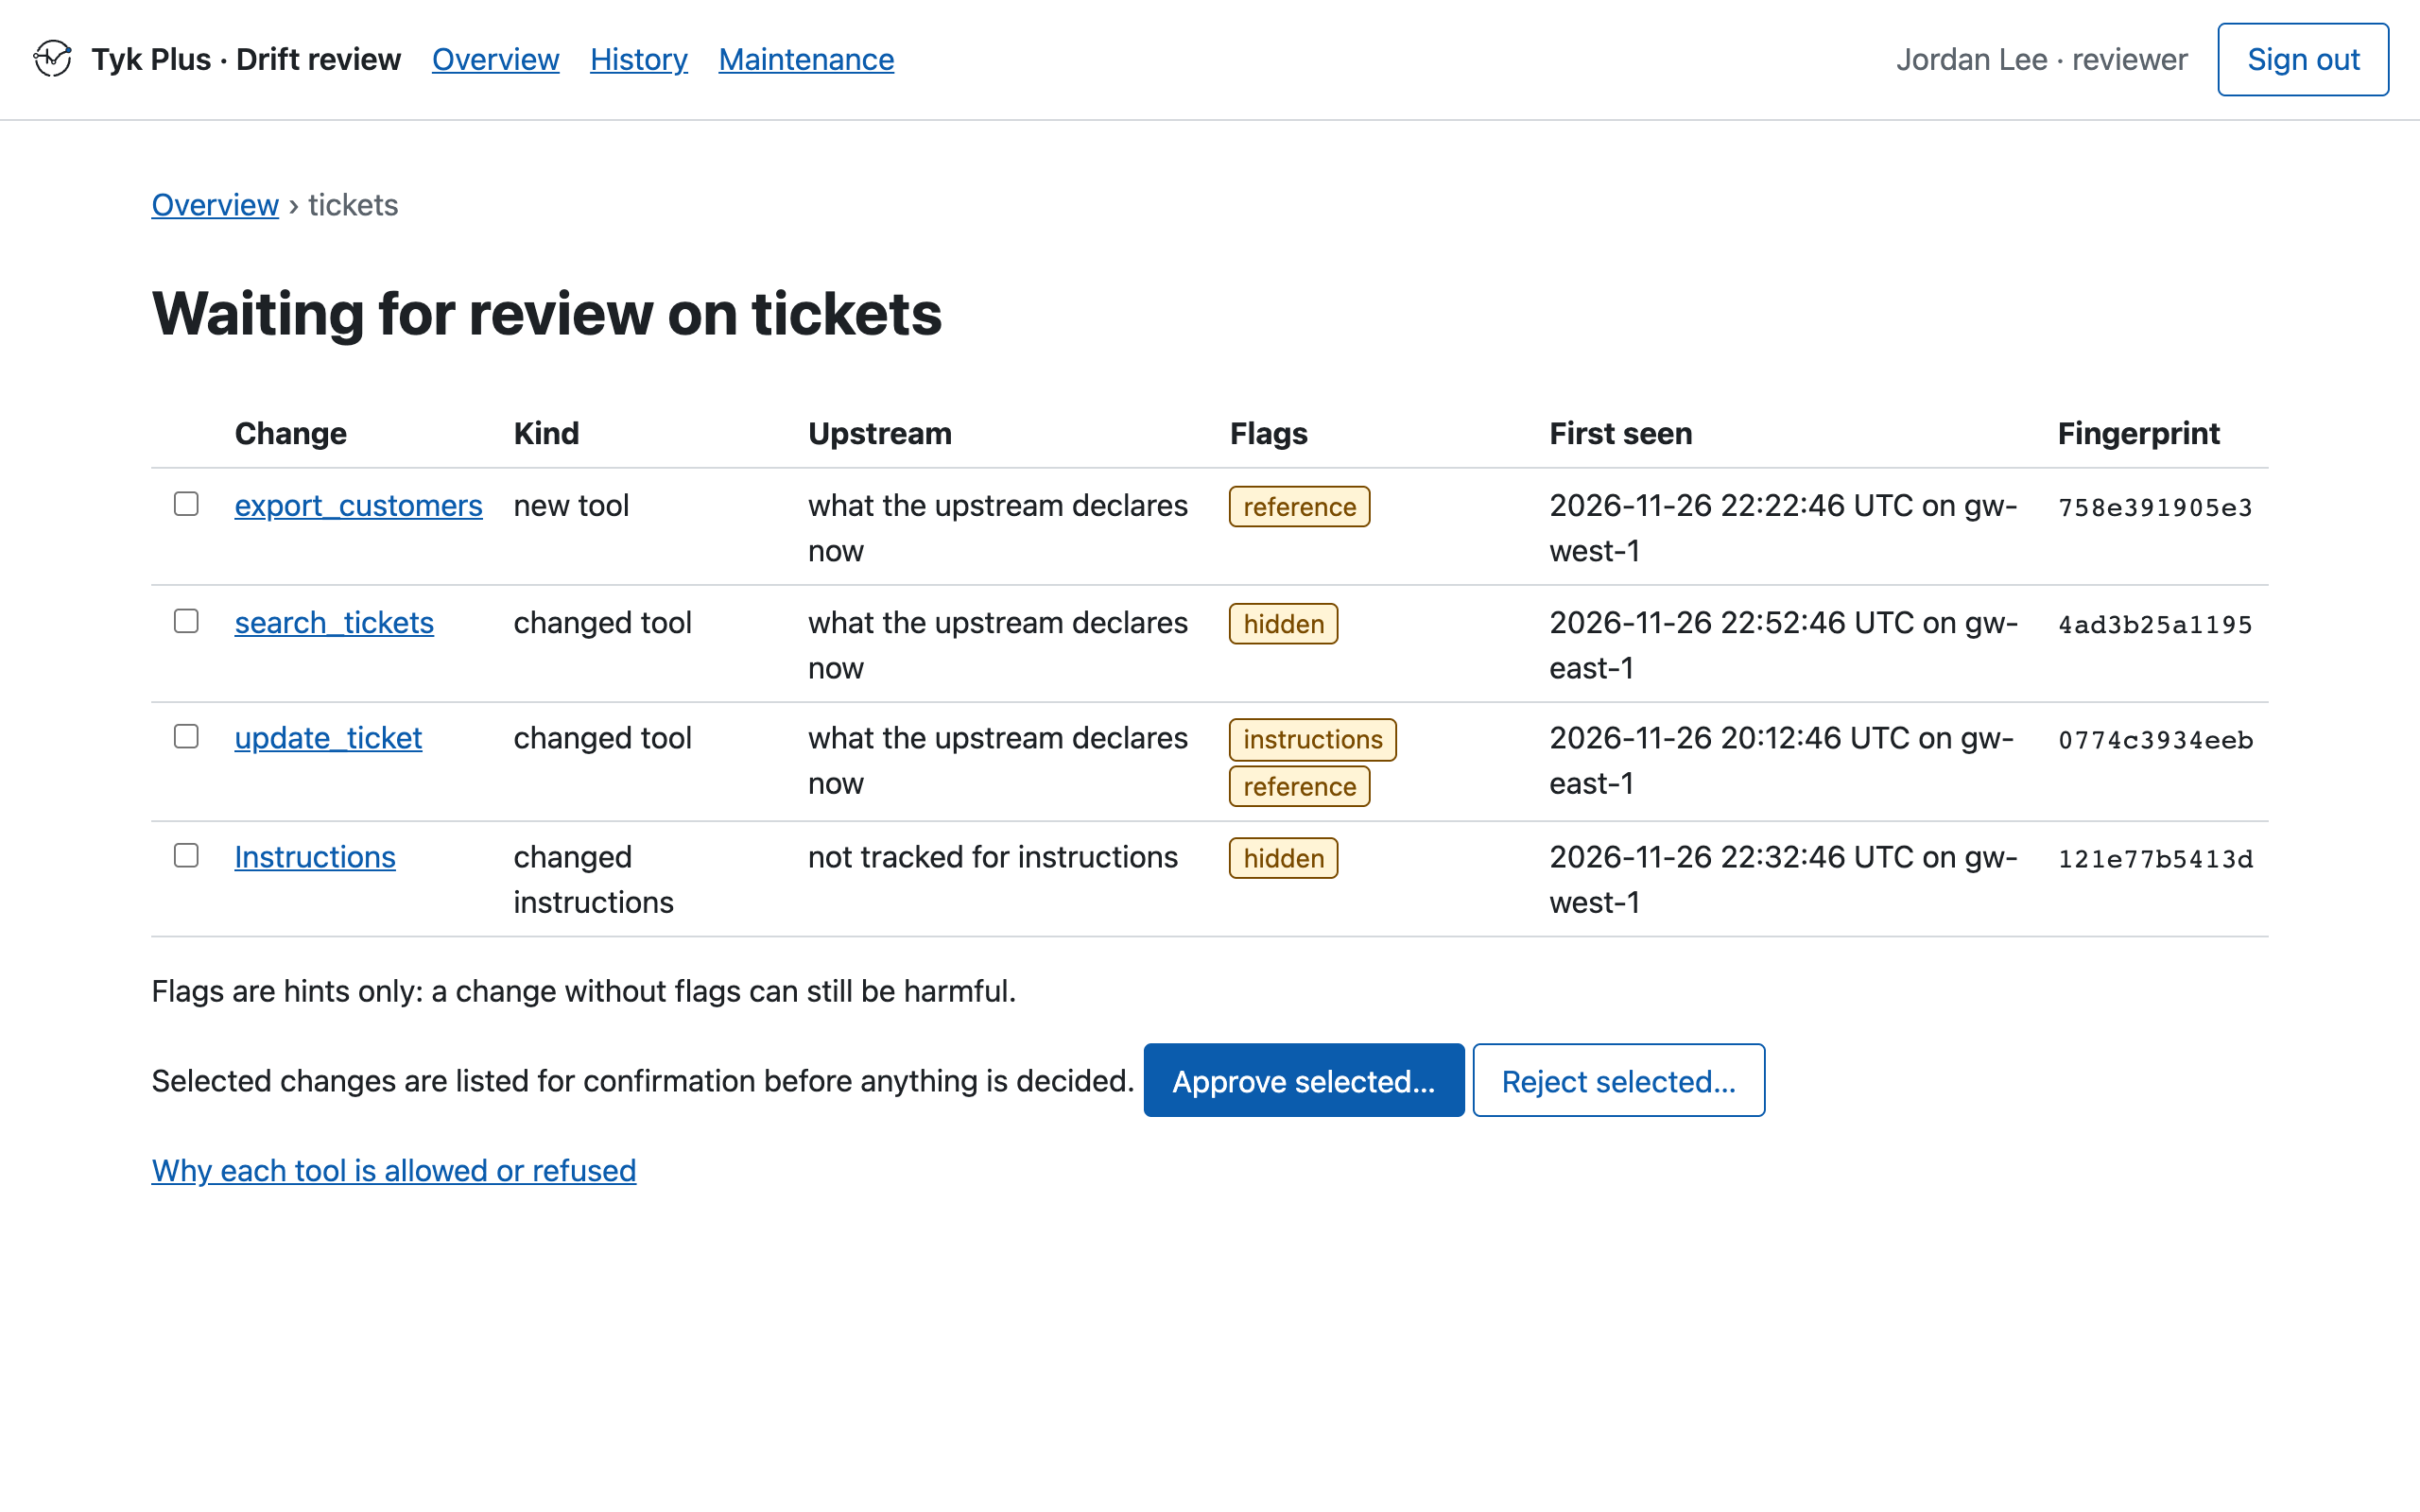 Tyk Plus · Drift review Overview History Maintenance Jordan Lee · reviewer Sign out
Overview › tickets
Waiting for review on tickets
Change Kind Upstream Flags First seen Fingerprint
export_customers new tool what the upstream declares now reference 2026-11-26 22:22:46 UTC on gw-west-1 758e391905e3
search_tickets changed tool what the upstream declares now hidden 2026-11-26 22:52:46 UTC on gw-east-1 4ad3b25a1195
update_ticket changed tool what the upstream declares now instructions reference 2026-11-26 20:12:46 UTC on gw-east-1 0774c3934eeb
Instructions changed instructions not tracked for instructions hidden 2026-11-26 22:32:46 UTC on gw-west-1 121e77b5413d
Flags are hints only: a change without flags can still be harmful.
Selected changes are listed for confirmation before anything is decided. Approve selected... Reject selected...
Why each tool is allowed or refused